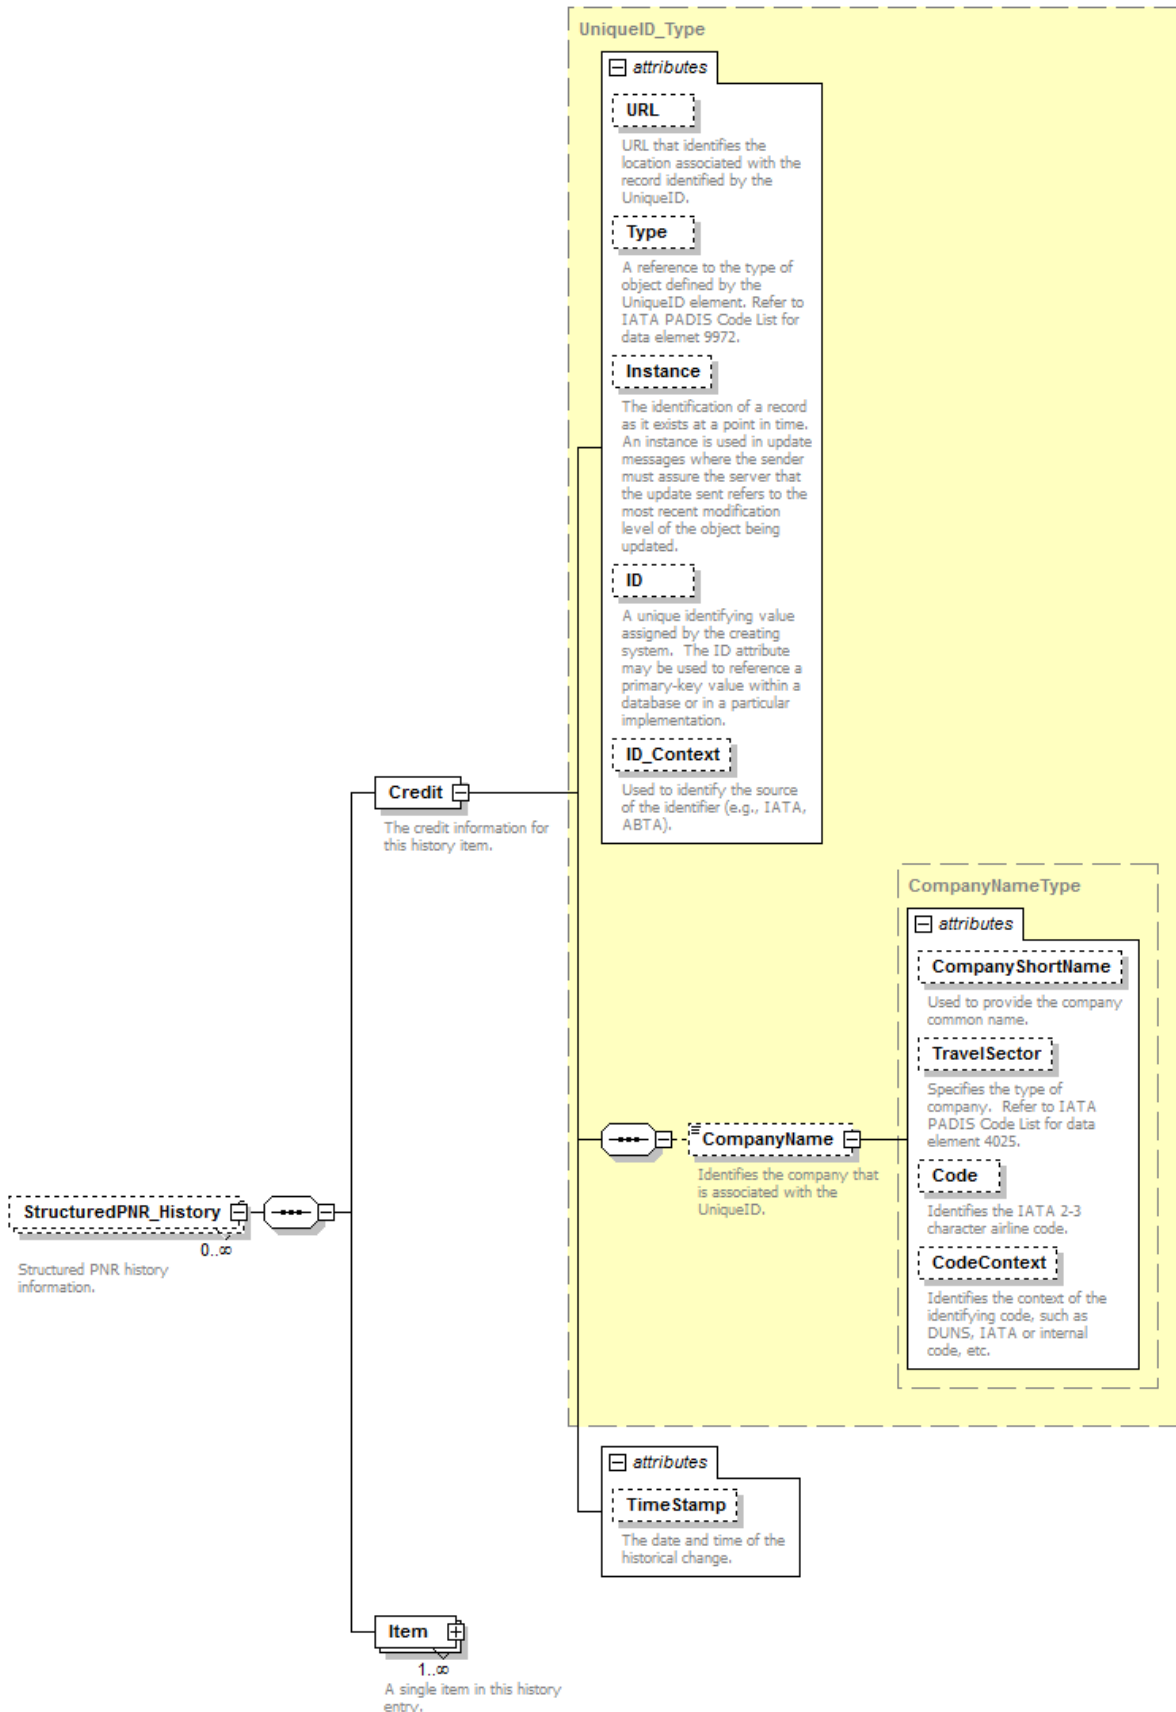 UniqueID_Type
attributes
URL
URL that identifies the
location associated with the
record identified by the
UniqueID.
Type
A reference to the type of
object defined by the
UniqueID element. Refer to
IATA PADIS Code List for
data elemet 9972.
Instance
The identification of a record
as it exists at a point in time.
An instance is used in update
messages where the sender
must assure the server that
the update sent refers to the
most recent modification
level of the object being
updated.
ID
A unique identifying value
assigned by the creating
system.  The ID attribute
may be used to reference a
primary-key value within a
database or in a particular
implementation.
ID_Context
Used to identify the source
of the identifier (e.g., IATA,
ABTA).
Credit
The credit information for
this history item.
CompanyNameType
attributes
CompanyShortName
Used to provide the company
common name.
TravelSector
Specifies the type of
company.  Refer to IATA
PADIS Code List for data
element 4025.
Code
Identifies the IATA 2-3
character airline code.
CodeContext
Identifies the context of the
identifying code, such as
DUNS, IATA or internal
code, etc.
CompanyName
Identifies the company that
is associated with the
UniqueID.
StructuredPNR_History
0..∞
Structured PNR history
information.
attributes
TimeStamp
The date and time of the
historical change.
Item
1..∞
A single item in this history
entry.